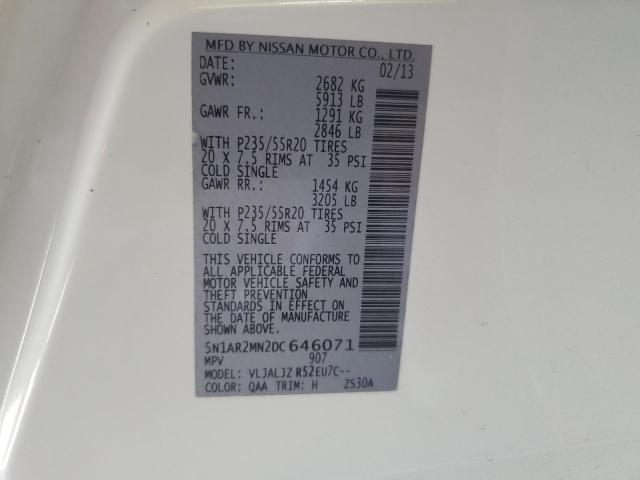 MFD BY NISSAN MOTOR CO., LTD.
DATE: 02/13
GVWR: 2682 KG
5913 LB
GAWR FR.: 1291 KG
2846 LB
WITH P235/55R20 TIRES
20 X 7.5 RIMS AT 35 PSI
COLD SINGLE
GAWR RR.: 1454 KG
3205 LB
WITH P235/55R20 TIRES
20 X 7.5 RIMS AT 35 PSI
COLD SINGLE
THIS VEHICLE CONFORMS TO
ALL APPLICABLE FEDERAL
MOTOR VEHICLE SAFETY AND
THEFT PREVENTION
STANDARDS IN EFFECT ON
THE DATE OF MANUFACTURE
SHOWN ABOVE.
5N1AR2MN2DC646071
MPV 907
MODEL: VLJALJZ R52EU7C--
COLOR: QAA TRIM: H ZS30A